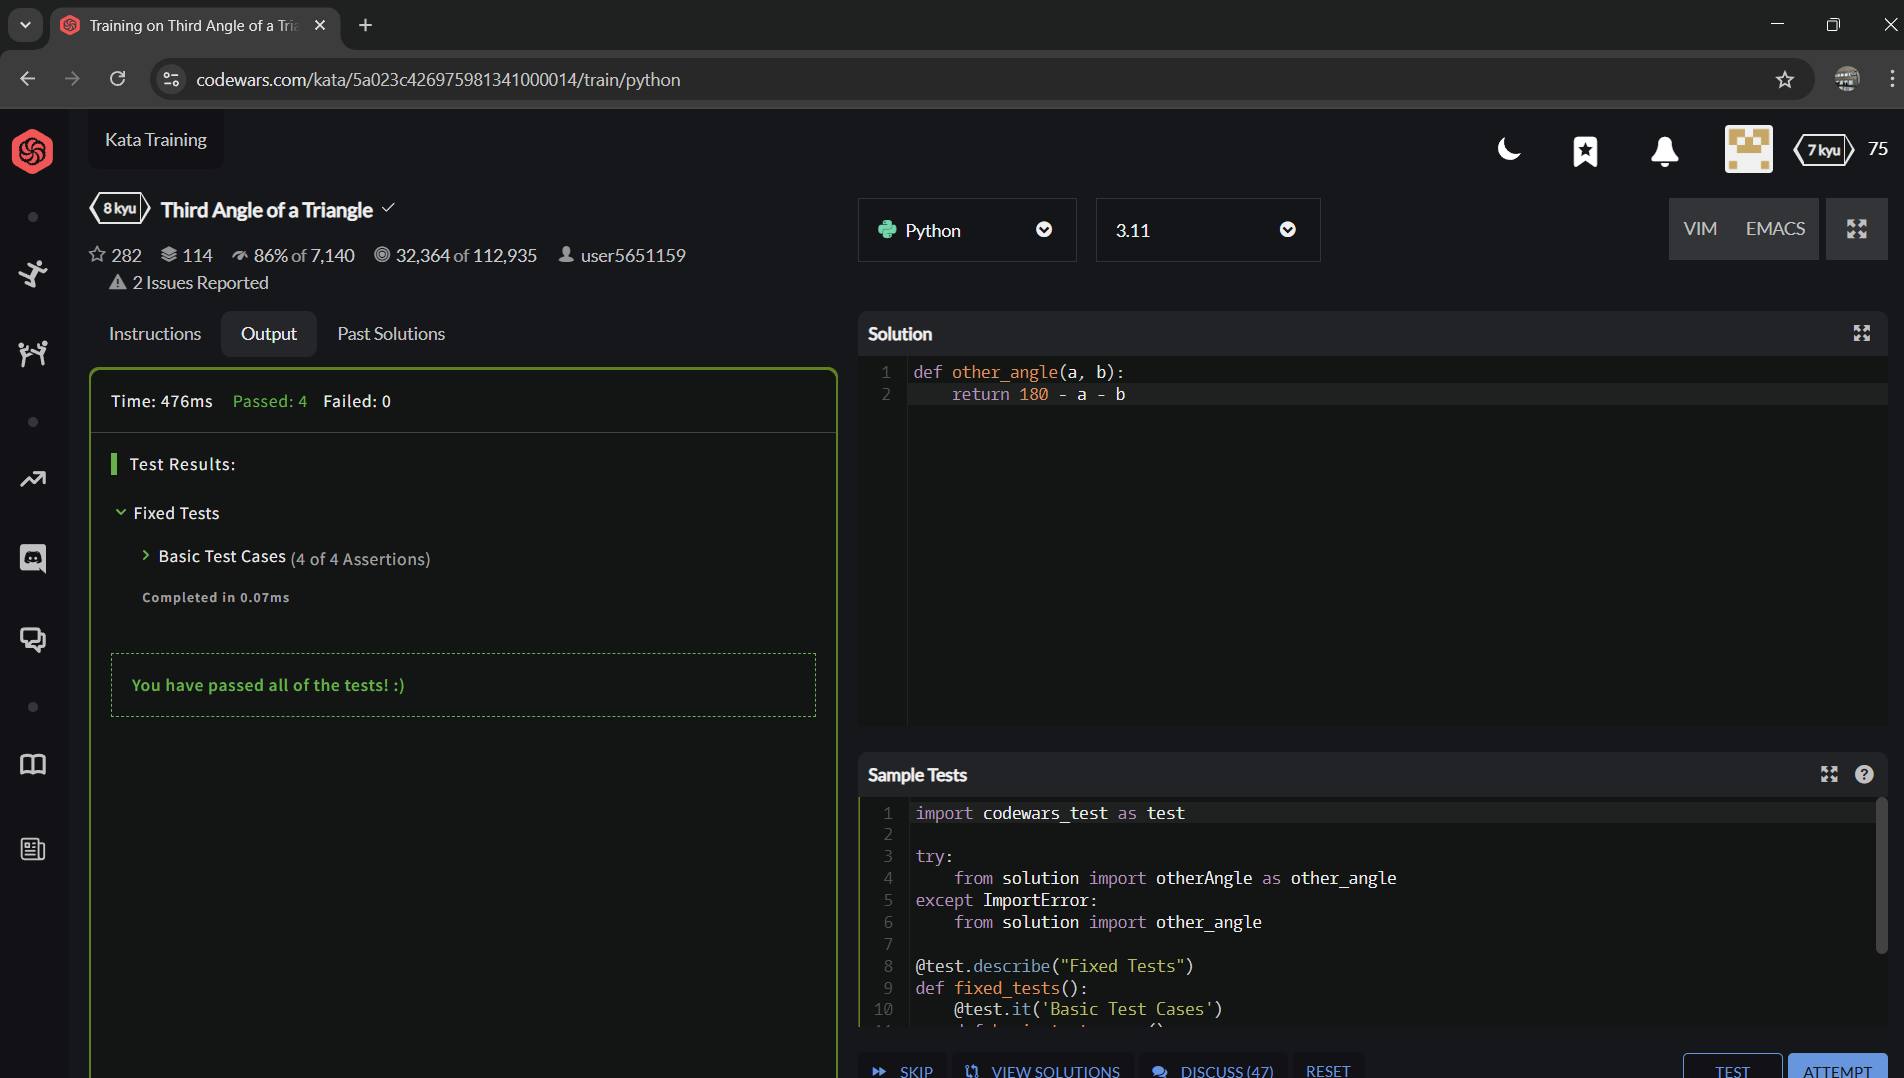 Training on Third Angle of a Tria
codewars.com/kata/5a023c426975981341000014/train/python
Kata Training
7 kyu
75
8 kyu
Third Angle of a Triangle
282
114
86% of 7,140
32,364 of 112,935
user5651159
2 Issues Reported
Python
3.11
VIM
EMACS
Instructions
Output
Past Solutions
Time: 476ms Passed: 4 Failed: 0
Test Results:
Fixed Tests
Basic Test Cases (4 of 4 Assertions)
Completed in 0.07ms
You have passed all of the tests! :)
Solution
1 def other_angle(a, b):
2     return 180 - a - b
Sample Tests
?
1 import codewars_test as test
2
3 try:
4     from solution import otherAngle as other_angle
5 except ImportError:
6     from solution import other_angle
7
8 @test.describe("Fixed Tests")
9 def fixed_tests():
10     @test.it('Basic Test Cases')
SKIP
VIEW SOLUTIONS
DISCUSS (47)
RESET
TEST
ATTEMPT